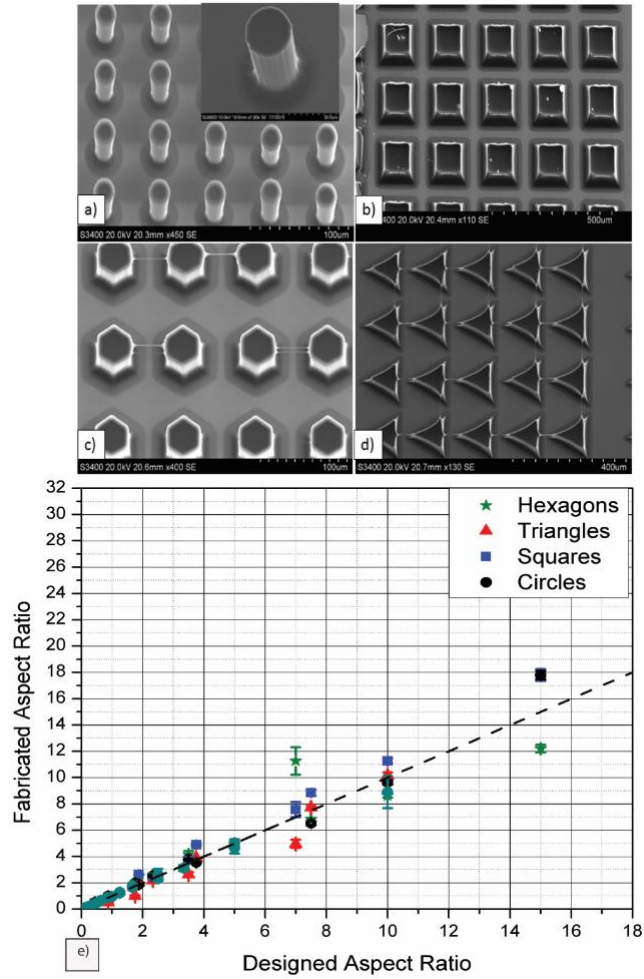 SU6600 10.0kV
a)
S3400 20.0kV 20.3mm x450 SE
100um
b)
S3400 20.0kV 20.4mm x110 SE
500um
c)
S3400 20.0kV 20.6mm x400 SE
100um
d)
S3400 20.0kV 20.7mm x130 SE
400um
Fabricated Aspect Ratio
32
30
28
26
24
22
20
18
16
14
12
10
8
6
4
2
0
Hexagons
Triangles
Squares
Circles
0 2 4 6 8 10 12 14 16 18
e)
Designed Aspect Ratio